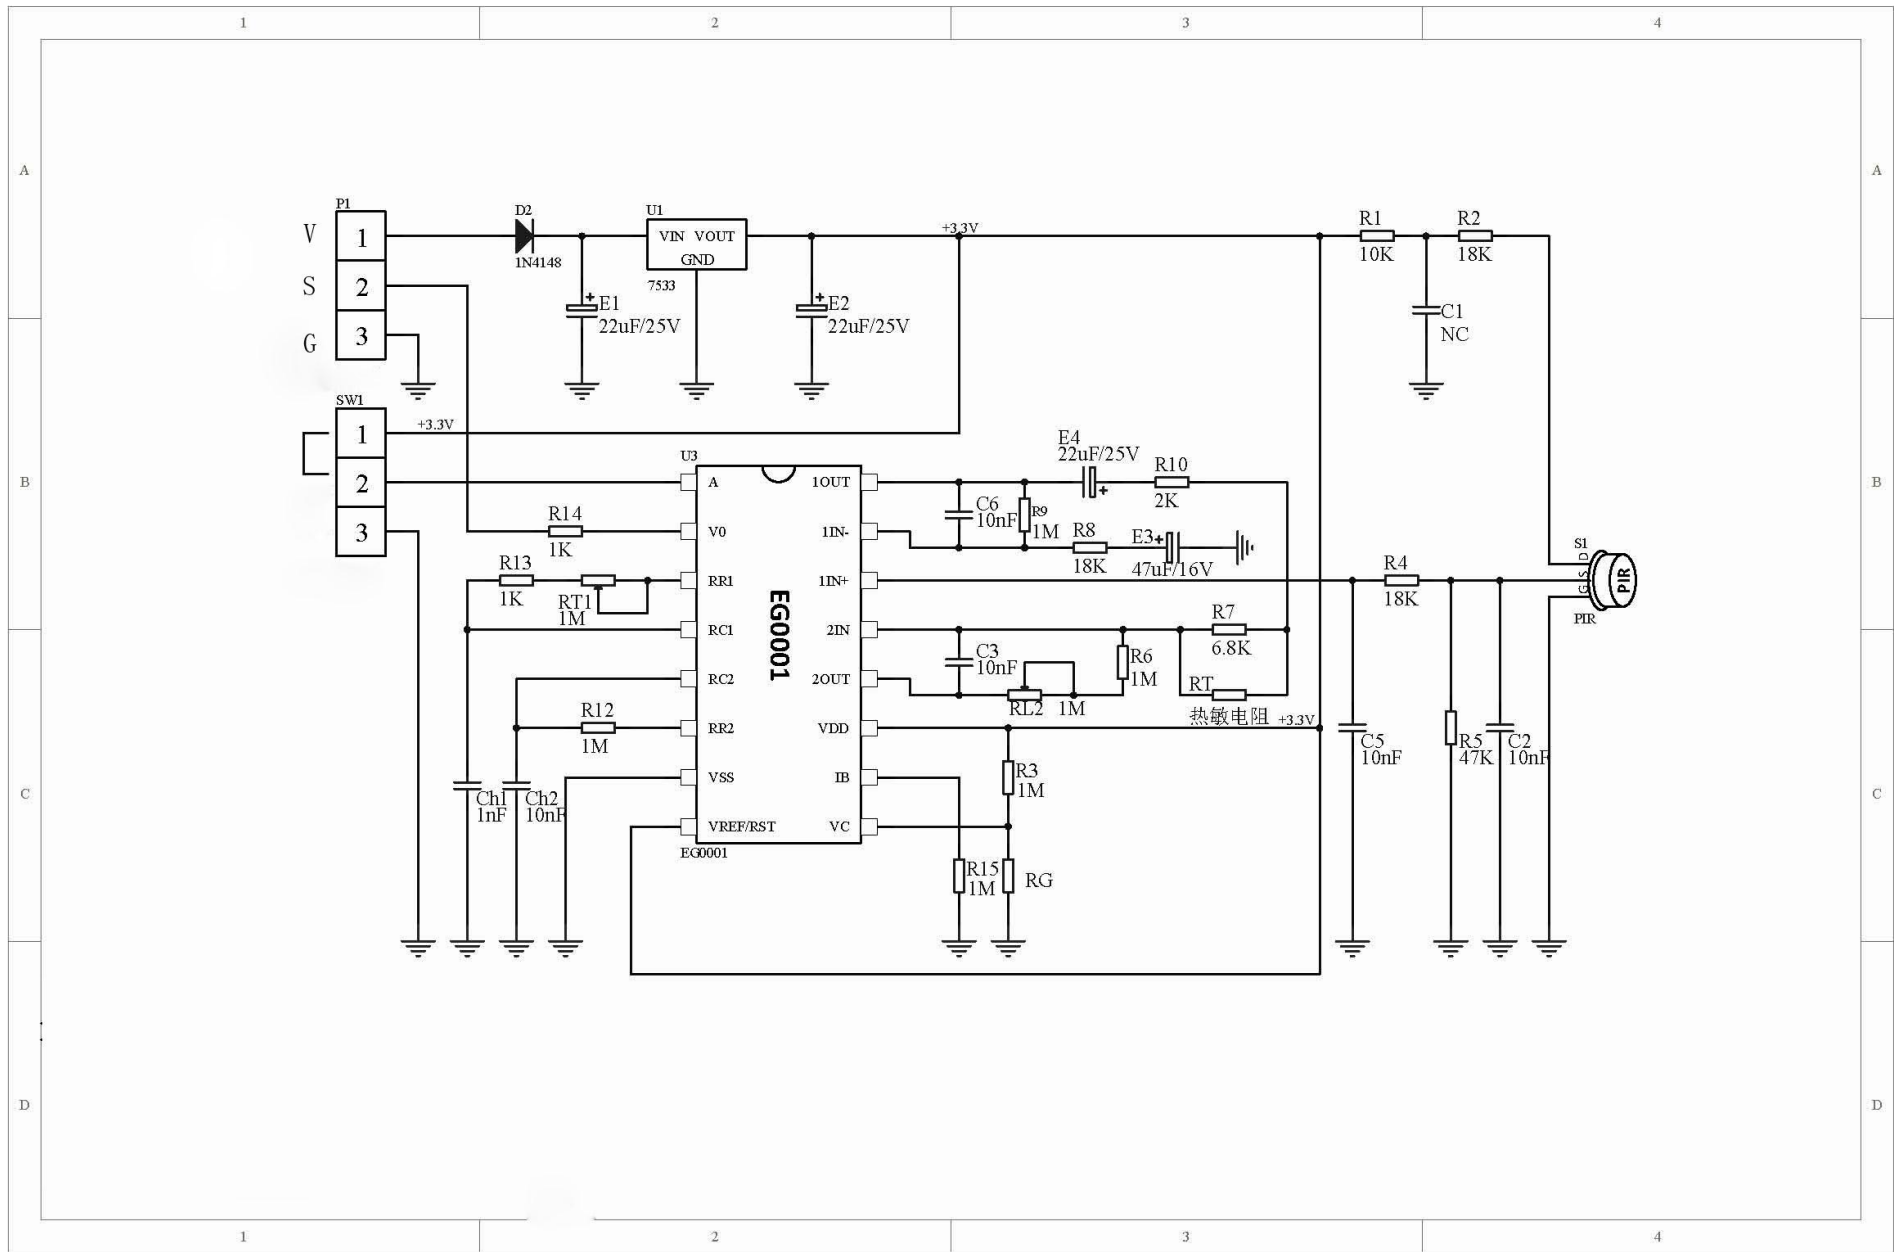 1 2 3 4
A A
P1
V 1
S 2
G 3
D2
1N4148
U1
VIN VOUT
GND
7533
+3.3V
E1
22uF/25V
E2
22uF/25V
R1
10K
R2
18K
C1
NC
SW1
1
2
3
+3.3V
B B
U3
A
V0
RR1
RC1
RC2
RR2
VSS
VREF/RST
EG0001
1OUT
1IN-
1IN+
2IN
2OUT
VDD
IB
VC
EG0001
R14
1K
R13
1K
RT1
1M
R12
1M
Ch1
1nF
Ch2
10nF
E4
22uF/25V
R10
2K
C6
10nF
R9
1M
R8
18K
E3
47uF/16V
R4
18K
S1
D
S
G
PIR
PIR
R7
6.8K
C3
10nF
R6
1M
RL2 1M
RT
热敏电阻 +3.3V
R3
1M
R15
1M
RG
C5
10nF
R5
47K
C2
10nF
C C
D D
1 2 3 4